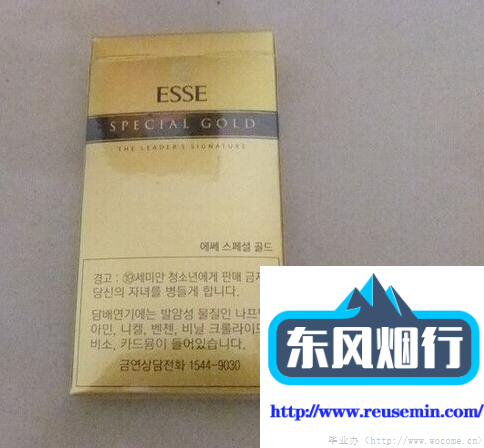 ESSE
SPECIAL GOLD
THE LEADER'S SIGNATURE
에쎄 스페셜 골드
경고 : ⑲세미만 청소년에게 판매 금
당신의 자녀를 병들게 합니다.
담배연기에는 발암성 물질인 나프
아민, 니켈, 벤젠, 비닐 크롤라이
비소, 카드뮴이 들어있습니다.
금연상담전화 1544-9030
东风烟行
http://www.reusemin.com/
毕业办 (http://www.wocome.cn)